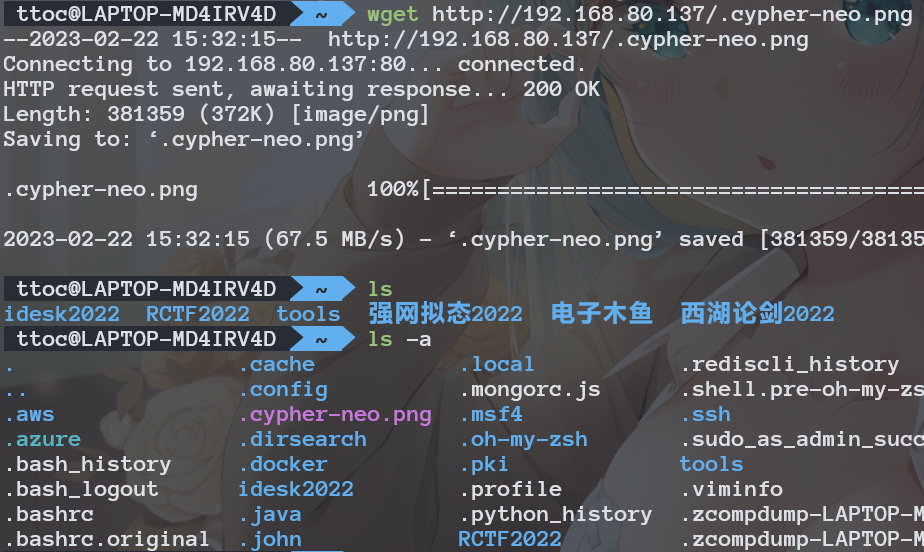 ttoc@LAPTOP-MD4IRV4D ~ wget http://192.168.80.137/.cypher-neo.png
--2023-02-22 15:32:15-- http://192.168.80.137/.cypher-neo.png
Connecting to 192.168.80.137:80... connected.
HTTP request sent, awaiting response... 200 OK
Length: 381359 (372K) [image/png]
Saving to: ‘.cypher-neo.png’
.cypher-neo.png 100%[======================================
2023-02-22 15:32:15 (67.5 MB/s) - ‘.cypher-neo.png’ saved [381359/38135
ttoc@LAPTOP-MD4IRV4D ~ ls
idesk2022 RCTF2022 tools 强网拟态2022 电子木鱼 西湖论剑2022
ttoc@LAPTOP-MD4IRV4D ~ ls -a
. .cache .local .rediscli_history
.. .config .mongorc.js .shell.pre-oh-my-zs
.aws .cypher-neo.png .msf4 .ssh
.azure .dirsearch .oh-my-zsh .sudo_as_admin_succ
.bash_history .docker .pki tools
.bash_logout idesk2022 .profile .viminfo
.bashrc .java .python_history .zcompdump-LAPTOP-M
.bashrc.original .john RCTF2022 .zcompdump-LAPTOP-M